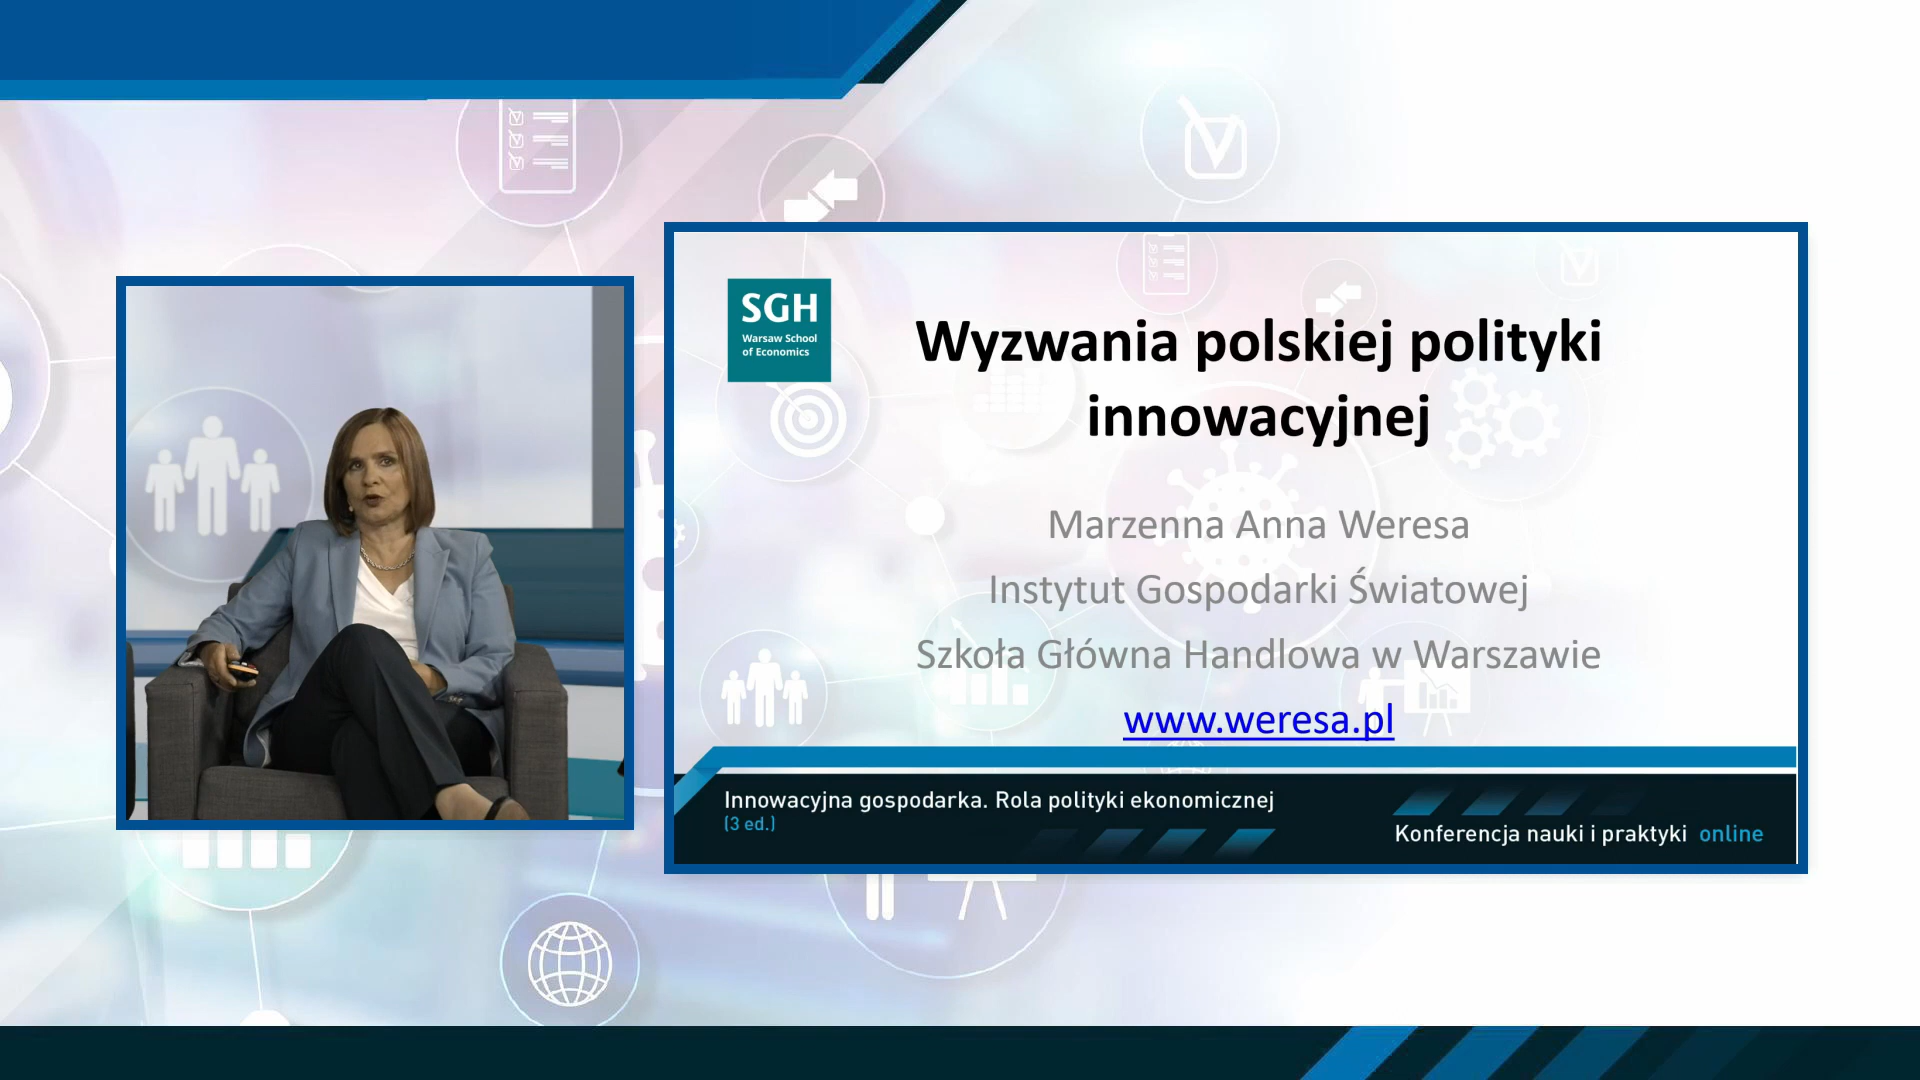 SGH
Warsaw School
of Economics
Wyzwania polskiej polityki
innowacyjnej
Marzenna Anna Weresa
Instytut Gospodarki Światowej
Szkoła Główna Handlowa w Warszawie
www.weresa.pl
Innowacyjna gospodarka. Rola polityki ekonomicznej
(3 ed.)
Konferencja nauki i praktyki online